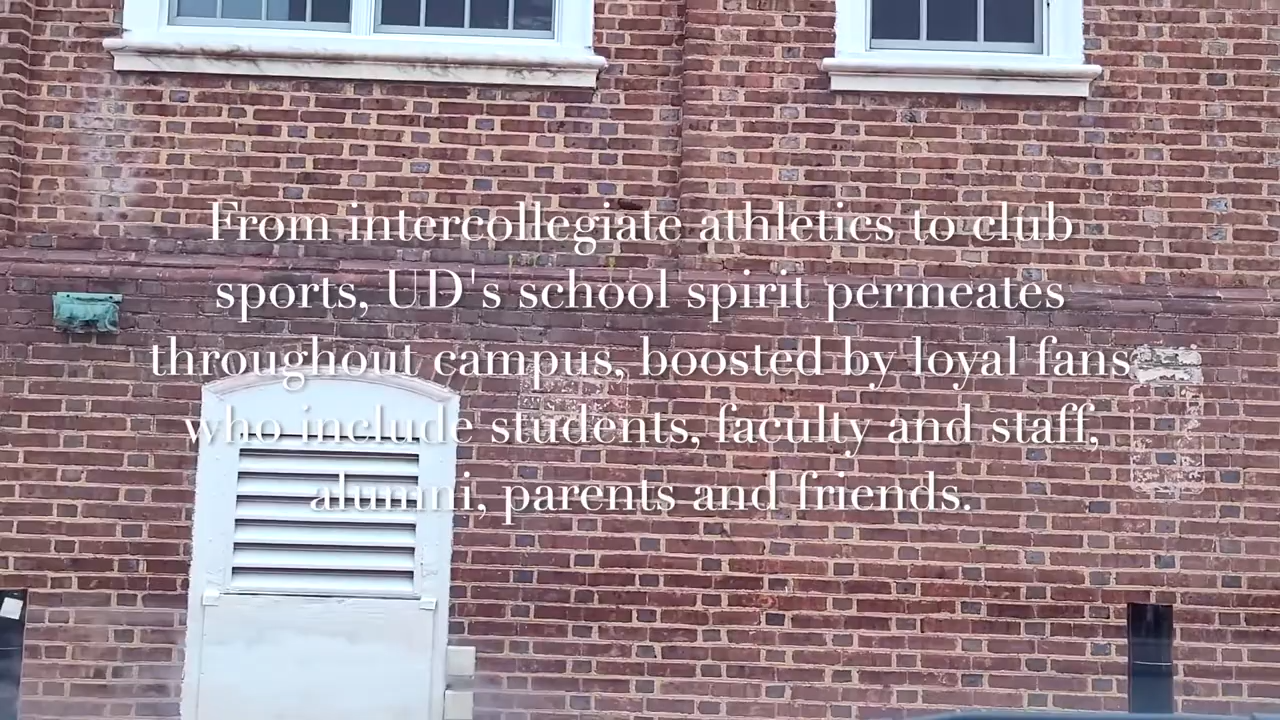 From intercollegiate athletics to club
sports, UD's school spirit permeates
throughout campus, boosted by loyal fans
who include students, faculty and staff,
alumni, parents and friends.